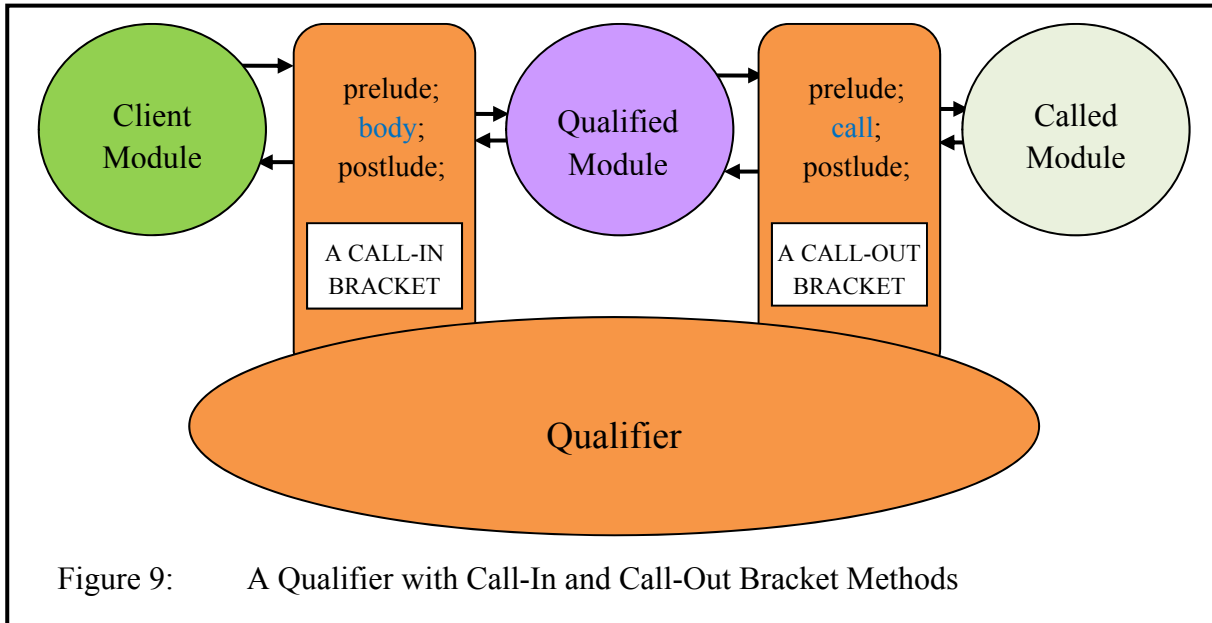 Client
Module
prelude;
body;
postlude;
A CALL-IN
BRACKET
Qualified
Module
prelude;
call;
postlude;
A CALL-OUT
BRACKET
Called
Module
Qualifier
Figure 9: A Qualifier with Call-In and Call-Out Bracket Methods